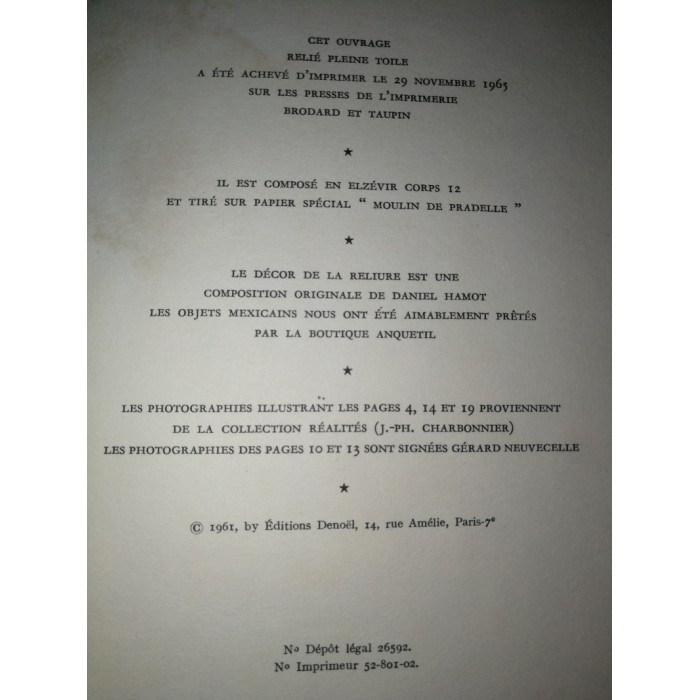 CET OUVRAGE
RELIÉ PLEINE TOILE
A ÉTÉ ACHEVÉ D'IMPRIMER LE 29 NOVEMBRE 1965
SUR LES PRESSES DE L'IMPRIMERIE
BRODARD ET TAUPIN
★
IL EST COMPOSÉ EN ELZÉVIR CORPS 12
ET TIRÉ SUR PAPIER SPÉCIAL “ MOULIN DE PRADELLE ”
★
LE DÉCOR DE LA RELIURE EST UNE
COMPOSITION ORIGINALE DE DANIEL HAMOT
LES OBJETS MEXICAINS NOUS ONT ÉTÉ AIMABLEMENT PRÊTÉS
PAR LA BOUTIQUE ANQUETIL
★
LES PHOTOGRAPHIES ILLUSTRANT LES PAGES 4, 14 ET 19 PROVIENNENT
DE LA COLLECTION RÉALITÉS (J.-PH. CHARBONNIER)
LES PHOTOGRAPHIES DES PAGES 10 ET 13 SONT SIGNÉES GÉRARD NEUVECELLE
★
© 1961, by Éditions Denoël, 14, rue Amélie, Paris-7e
No Dépôt légal 26592.
No Imprimeur 52-801-02.